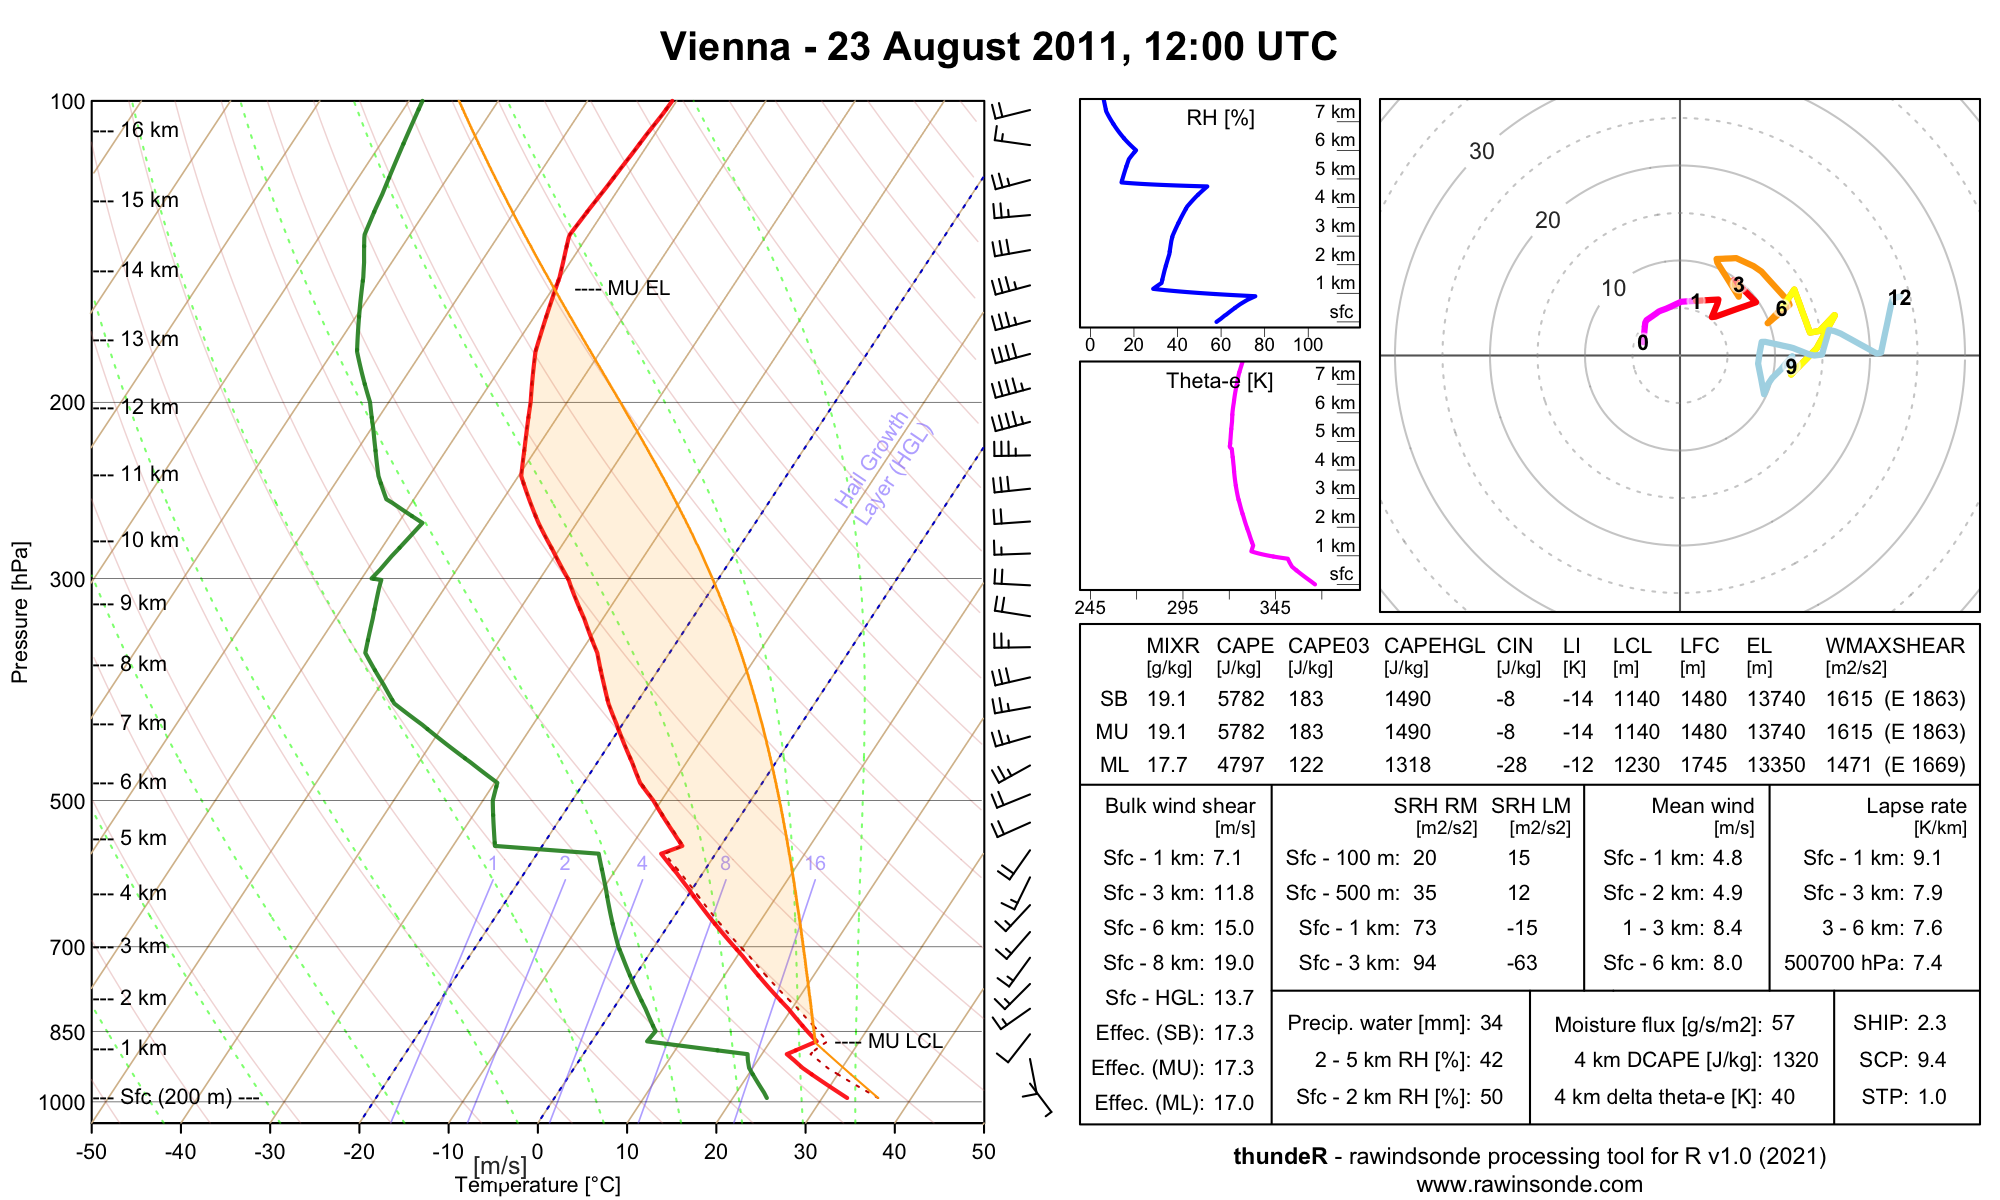 Vienna - 23 August 2011, 12:00 UTC
Pressure [hPa]
100
200
300
500
700
850
1000
--- 16 km
--- 15 km
--- 14 km
--- 13 km
--- 12 km
--- 11 km
--- 10 km
--- 9 km
--- 8 km
--- 7 km
--- 6 km
--- 5 km
--- 4 km
--- 3 km
--- 2 km
--- 1 km
--- Sfc (200 m) ---
---- MU EL
---- MU LCL
Hail Growth
Layer (HGL)
1 2 4 8 16
-50 -40 -30 -20 -10 0 10 20 30 40 50
[m/s]
Temperature [°C]
RH [%]
7 km
6 km
5 km
4 km
3 km
2 km
1 km
sfc
0 20 40 60 80 100
Theta-e [K]
7 km
6 km
5 km
4 km
3 km
2 km
1 km
sfc
245 295 345
30
20
10
0 1 3 6 9 12
MIXR CAPE CAPE03 CAPEHGL CIN LI LCL LFC EL WMAXSHEAR
[g/kg] [J/kg] [J/kg] [J/kg] [J/kg] [K] [m] [m] [m] [m2/s2]
SB 19.1 5782 183 1490 -8 -14 1140 1480 13740 1615 (E 1863)
MU 19.1 5782 183 1490 -8 -14 1140 1480 13740 1615 (E 1863)
ML 17.7 4797 122 1318 -28 -12 1230 1745 13350 1471 (E 1669)
Bulk wind shear
[m/s]
Sfc - 1 km: 7.1
Sfc - 3 km: 11.8
Sfc - 6 km: 15.0
Sfc - 8 km: 19.0
Sfc - HGL: 13.7
Effec. (SB): 17.3
Effec. (MU): 17.3
Effec. (ML): 17.0
SRH RM SRH LM
[m2/s2] [m2/s2]
Sfc - 100 m: 20 15
Sfc - 500 m: 35 12
Sfc - 1 km: 73 -15
Sfc - 3 km: 94 -63
Mean wind
[m/s]
Sfc - 1 km: 4.8
Sfc - 2 km: 4.9
1 - 3 km: 8.4
Sfc - 6 km: 8.0
Lapse rate
[K/km]
Sfc - 1 km: 9.1
Sfc - 3 km: 7.9
3 - 6 km: 7.6
500700 hPa: 7.4
Precip. water [mm]: 34
2 - 5 km RH [%]: 42
Sfc - 2 km RH [%]: 50
Moisture flux [g/s/m2]: 57
4 km DCAPE [J/kg]: 1320
4 km delta theta-e [K]: 40
SHIP: 2.3
SCP: 9.4
STP: 1.0
thundeR - rawindsonde processing tool for R v1.0 (2021)
www.rawinsonde.com